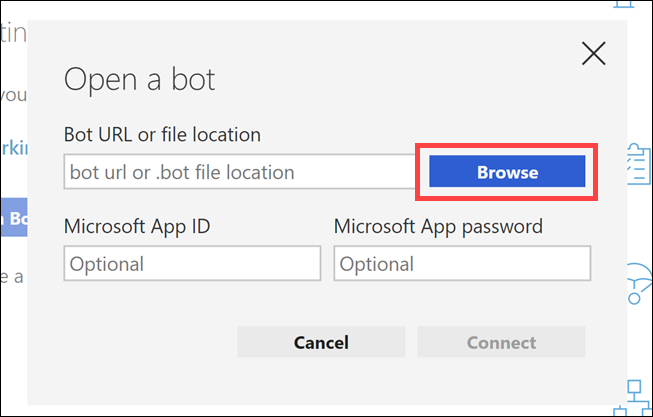 tin
Open a bot
you
Bot URL or file location
rkin
bot url or .bot file location
Browse
Bo
Microsoft App ID
Microsoft App password
Optional
Optional
e a
Cancel
Connect